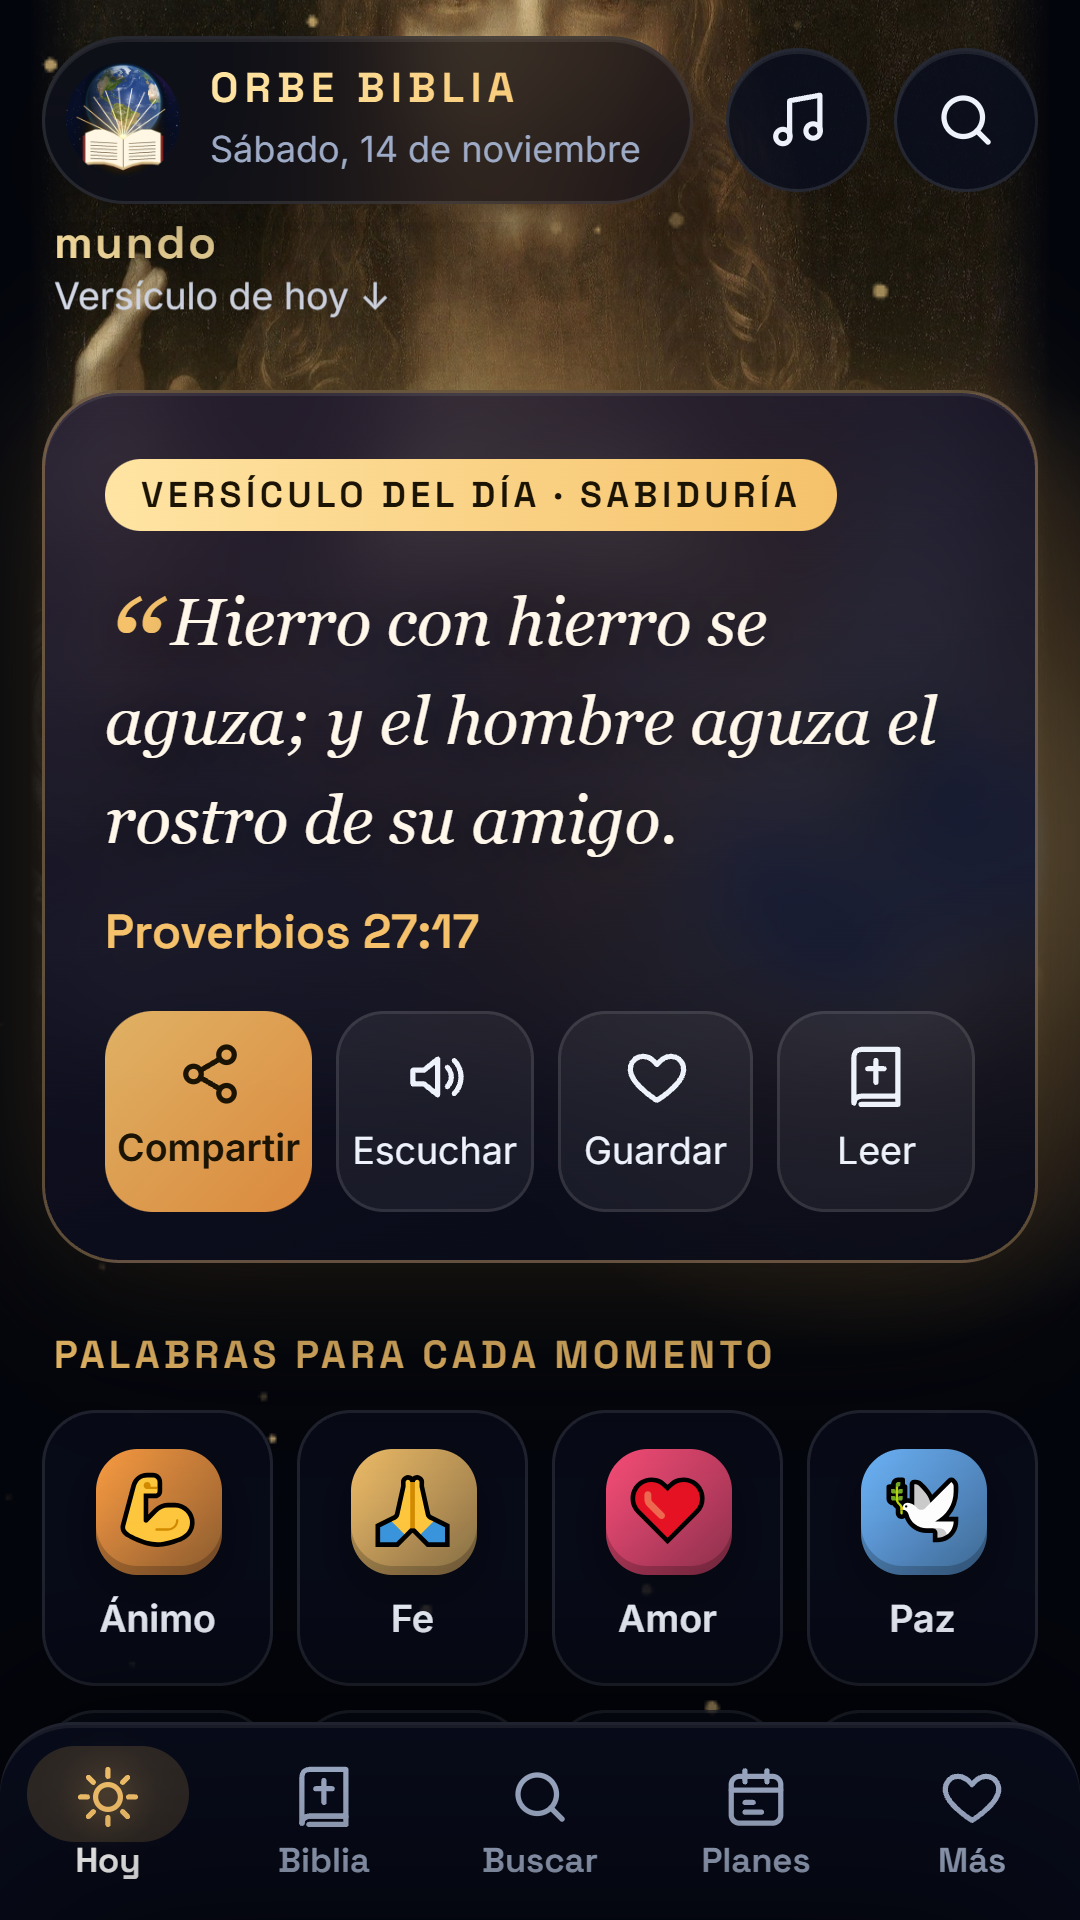 ORBE BIBLIA
Sábado, 14 de noviembre
mundo
Versículo de hoy ↓
VERSÍCULO DEL DÍA · SABIDURÍA
“Hierro con hierro se
aguza; y el hombre aguza el
rostro de su amigo.
Proverbios 27:17
Compartir Escuchar Guardar Leer
PALABRAS PARA CADA MOMENTO
Ánimo Fe Amor Paz
Hoy Biblia Buscar Planes Más